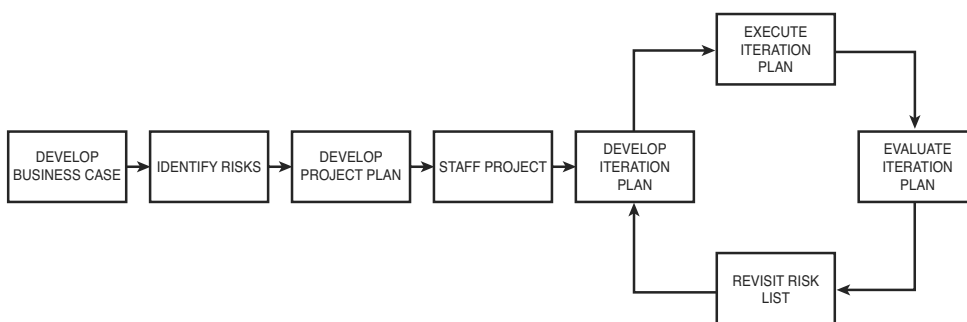 DEVELOP
BUSINESS CASE
IDENTIFY RISKS
DEVELOP
PROJECT PLAN
STAFF PROJECT
DEVELOP
ITERATION
PLAN
EXECUTE
ITERATION
PLAN
EVALUATE
ITERATION
PLAN
REVISIT RISK
LIST